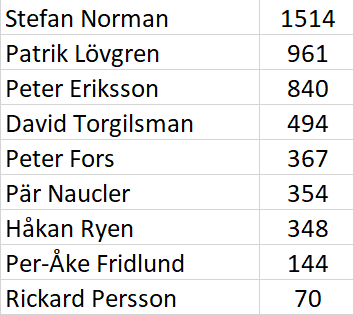 Stefan Norman 1514
Patrik Lövgren 961
Peter Eriksson 840
David Torgilsman 494
Peter Fors 367
Pär Naucler 354
Håkan Ryen 348
Per-Åke Fridlund 144
Rickard Persson 70